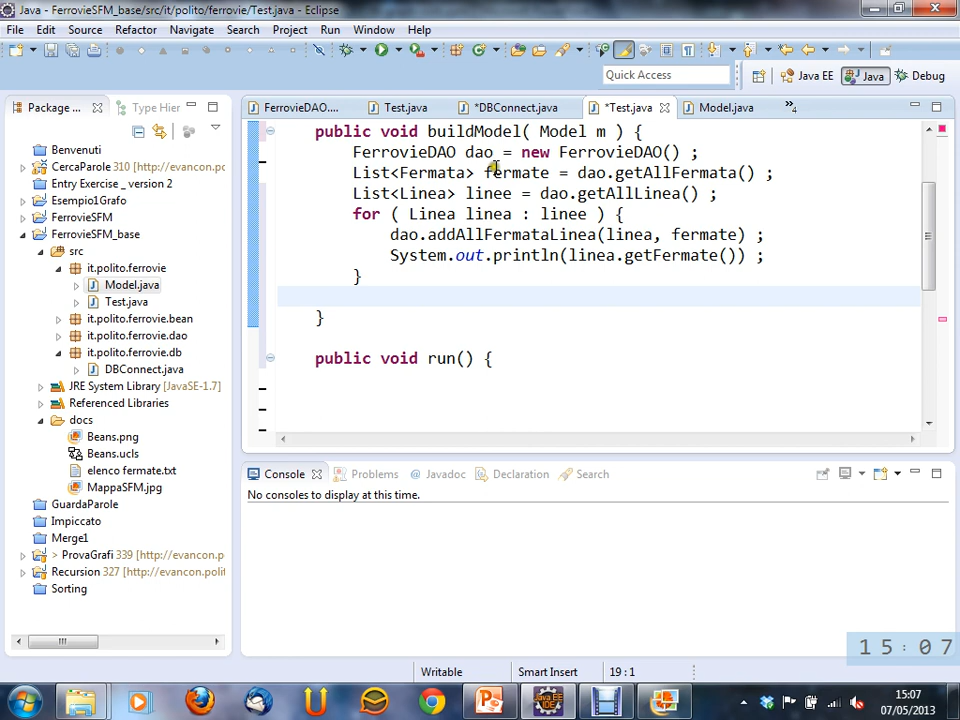 Java - FerrovieSFM_base/src/it/polito/ferrovie/Test.java - Eclipse
File Edit Source Refactor Navigate Search Project Run Window Help
Quick Access
Java EE
Java
Debug
Package ...
Type Hier
FerrovieDAO....
Test.java
*DBConnect.java
*Test.java
Model.java
Benvenuti
CercaParole 310 [http://evancon.po
Entry Exercise _ version 2
Esempio1Grafo
FerrovieSFM
FerrovieSFM_base
src
it.polito.ferrovie
Model.java
Test.java
it.polito.ferrovie.bean
it.polito.ferrovie.dao
it.polito.ferrovie.db
DBConnect.java
JRE System Library [JavaSE-1.7]
Referenced Libraries
docs
Beans.png
Beans.ucls
elenco fermate.txt
MappaSFM.jpg
GuardaParole
Impiccato
Merge1
> ProvaGrafi 339 [http://evancon.po
Recursion 327 [http://evancon.polit
Sorting
public void buildModel( Model m ) {
FerrovieDAO dao = new FerrovieDAO() ;
List<Fermata> fermate = dao.getAllFermata() ;
List<Linea> linee = dao.getAllLinea() ;
for ( Linea linea : linee ) {
dao.addAllFermataLinea(linea, fermate) ;
System.out.println(linea.getFermate()) ;
}
}
public void run() {
Console
Problems
@ Javadoc
Declaration
Search
No consoles to display at this time.
15:07
Writable
Smart Insert
19 : 1
15:07
07/05/2013